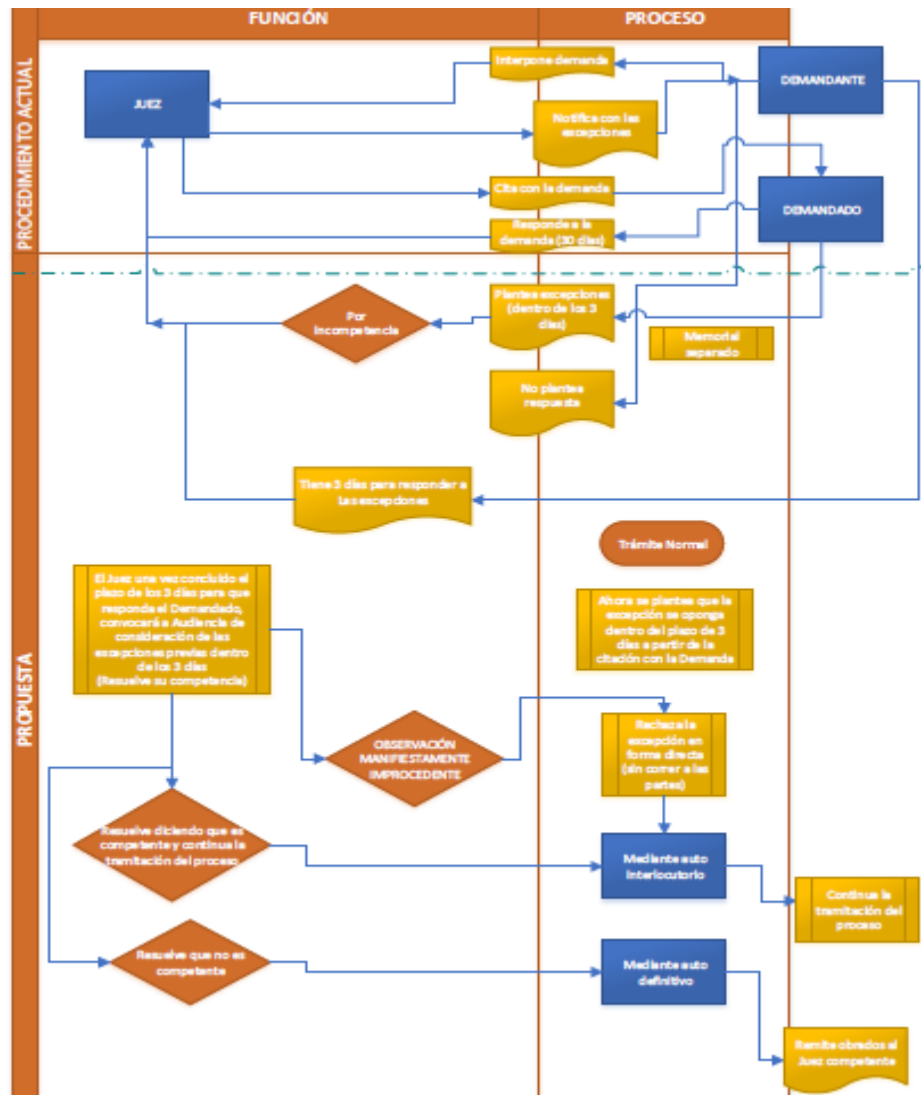 FUNCIÓN
PROCESO
PROCEDIMIENTO ACTUAL
Interpone demanda
DEMANDANTE
JUEZ
Notifica con las
excepciones
Cita con la demanda
DEMANDADO
Responde a la
demanda (30 días)
PROPUESTA
Plantea excepciones
(dentro de los 3
días)
Por
incompetencia
Memorial
separado
No plantea
respuesta
Tiene 3 días para responder a
Las excepciones
Trámite Normal
El Juez una vez concluido el
plazo de los 3 días para que
responda el Demandado,
convocará a Audiencia de
consideración de las
excepciones previas dentro
de los 3 días
(Resuelve su competencia)
Ahora se plantea que la
excepción se oponga
dentro del plazo de 3
días a partir de la
citación con la Demanda
OBSERVACIÓN
MANIFIESTAMENTE
IMPROCEDENTE
Rechaza la
excepción en
forma directa
(sin correr a las
partes)
Resuelve diciendo que es
competente y continua la
tramitación del proceso
Mediante auto
interlocutorio
Continua la
tramitación del
proceso
Resuelve que no es
competente
Mediante auto
definitivo
Remite obrados al
Juez competente